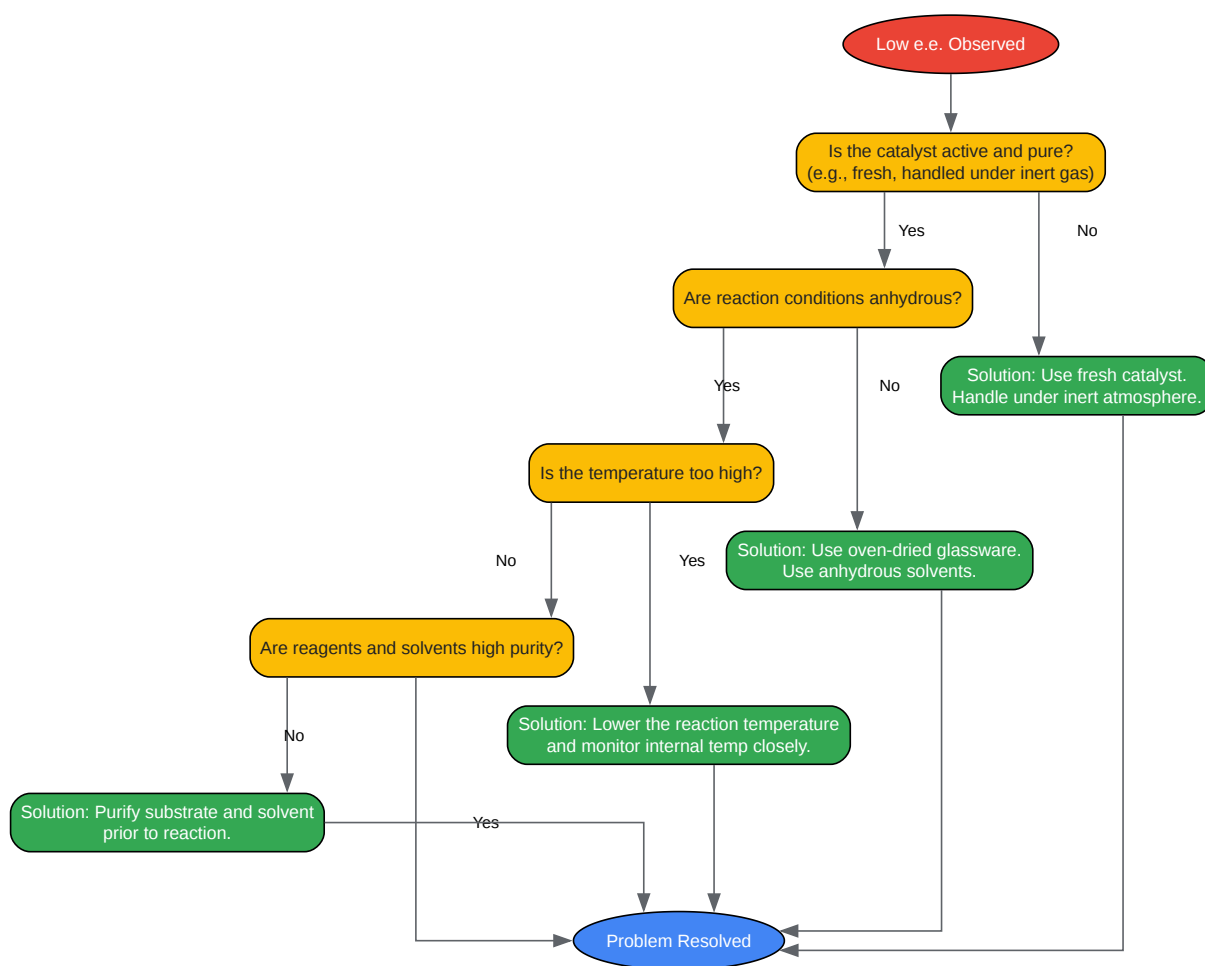 Low e.e. Observed
Is the catalyst active and pure?
(e.g., fresh, handled under inert gas)
Yes
No
Are reaction conditions anhydrous?
Solution: Use fresh catalyst.
Handle under inert atmosphere.
Yes
No
Is the temperature too high?
Solution: Use oven-dried glassware.
Use anhydrous solvents.
No
Yes
Are reagents and solvents high purity?
Solution: Lower the reaction temperature
and monitor internal temp closely.
No
Solution: Purify substrate and solvent
prior to reaction.
Yes
Problem Resolved